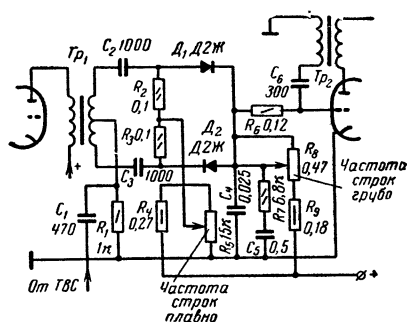 Тр₁
C₂ 1000
Д₁ Д2Ж
Тр₂
C₆
300
R₂
0,1
R₆ 0,12
R₃ 0,1
Д₂
Д2Ж
R₈
0,47
Частота
строк
грубо
C₃
1000
C₄
0,025
R₇ 6,8к
C₁
470
R₁
1к
R₄
0,27
R₅ 15к
R₉
0,18
C₅
0,5
+
+
От ТВС
Частота
строк
плавно